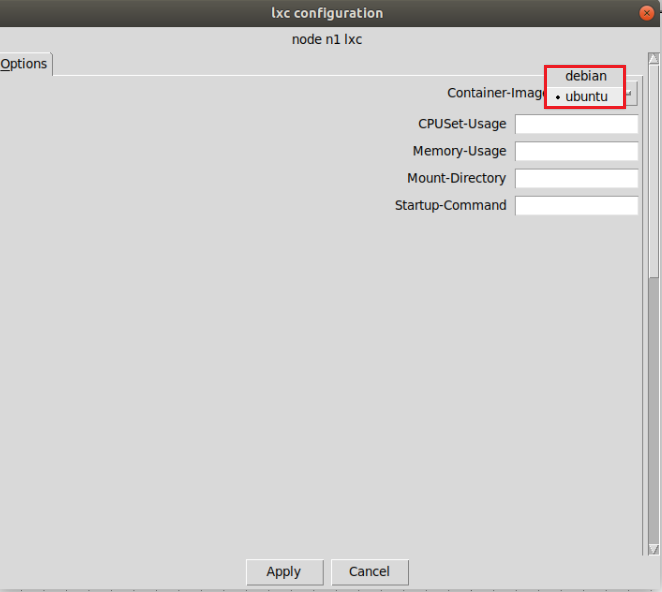 lxc configuration
node n1 lxc
Options
debian
Container-Imag
• ubuntu
CPUSet-Usage
Memory-Usage
Mount-Directory
Startup-Command
Apply
Cancel